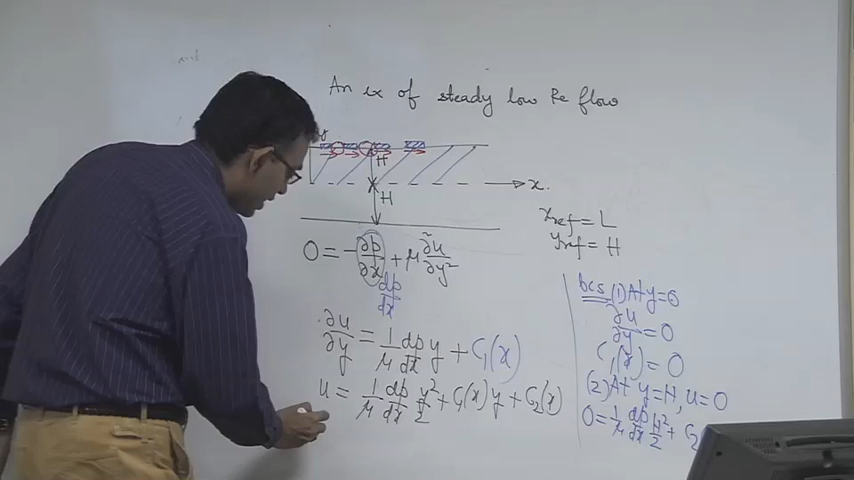 An ex of steady low Re flow
y
H
x
H
x_ref = L
y_ref = H
0 = -∂p/∂x + μ ∂²u/∂y²
dp/dx
bcs (1) At y=0
∂u/∂y = 0
C₁(x) = 0
(2) At y=H, u=0
0 = 1/μ dp/dx H²/2 + C₂
∂u/∂y = 1/μ dp/dx y + C₁(x)
u = 1/μ dp/dx y²/2 + C₁(x) y + C₂(x)